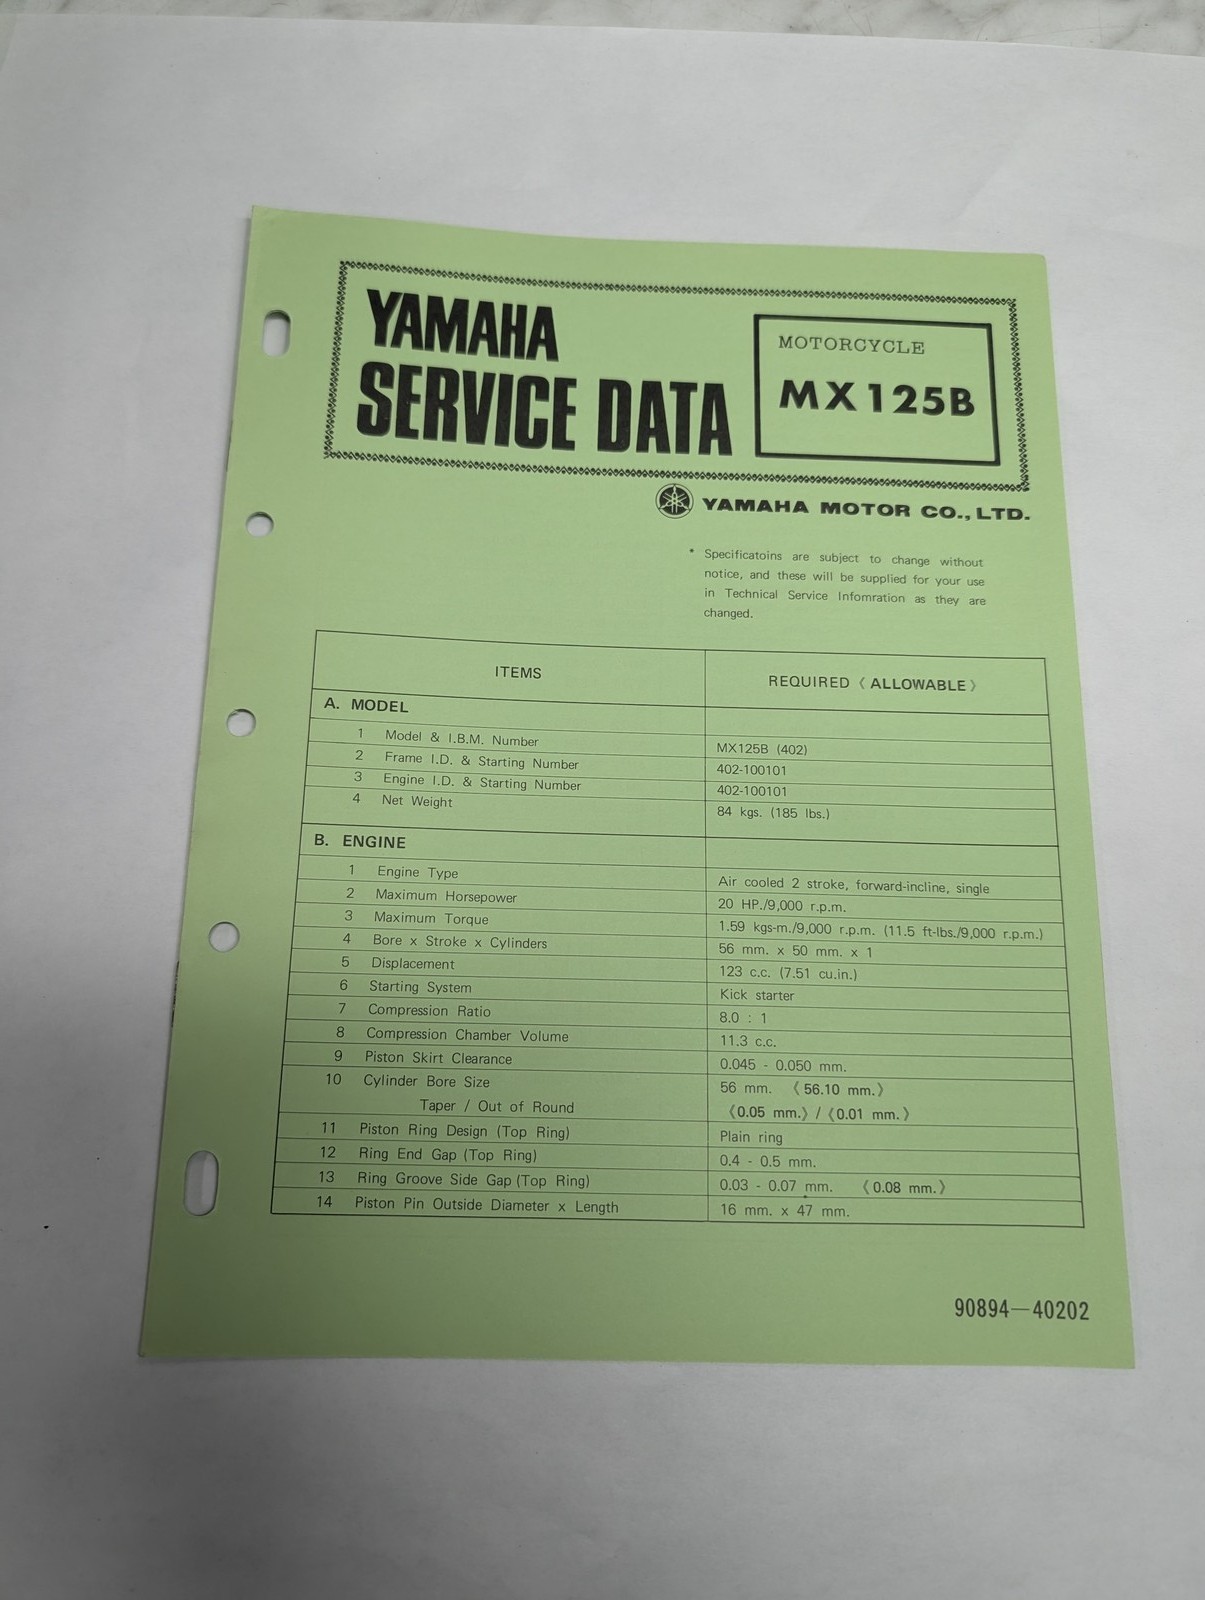 YAMAHA
SERVICE DATA
MOTORCYCLE
MX125B
YAMAHA MOTOR CO., LTD.
* Specificatoins are subject to change without
notice, and these will be supplied for your use
in Technical Service Infomration as they are
changed.
ITEMS REQUIRED 〈 ALLOWABLE 〉
A. MODEL
1 Model & I.B.M. Number MX125B (402)
2 Frame I.D. & Starting Number 402-100101
3 Engine I.D. & Starting Number 402-100101
4 Net Weight 84 kgs. (185 lbs.)
B. ENGINE
1 Engine Type Air cooled 2 stroke, forward-incline, single
2 Maximum Horsepower 20 HP./9,000 r.p.m.
3 Maximum Torque 1.59 kgs-m./9,000 r.p.m. (11.5 ft-lbs./9,000 r.p.m.)
4 Bore x Stroke x Cylinders 56 mm. x 50 mm. x 1
5 Displacement 123 c.c. (7.51 cu.in.)
6 Starting System Kick starter
7 Compression Ratio 8.0 : 1
8 Compression Chamber Volume 11.3 c.c.
9 Piston Skirt Clearance 0.045 - 0.050 mm.
10 Cylinder Bore Size 56 mm. 〈 56.10 mm. 〉
Taper / Out of Round 〈 0.05 mm. 〉 / 〈 0.01 mm. 〉
11 Piston Ring Design (Top Ring) Plain ring
12 Ring End Gap (Top Ring) 0.4 - 0.5 mm.
13 Ring Groove Side Gap (Top Ring) 0.03 - 0.07 mm. 〈 0.08 mm. 〉
14 Piston Pin Outside Diameter x Length 16 mm. x 47 mm.
90894—40202